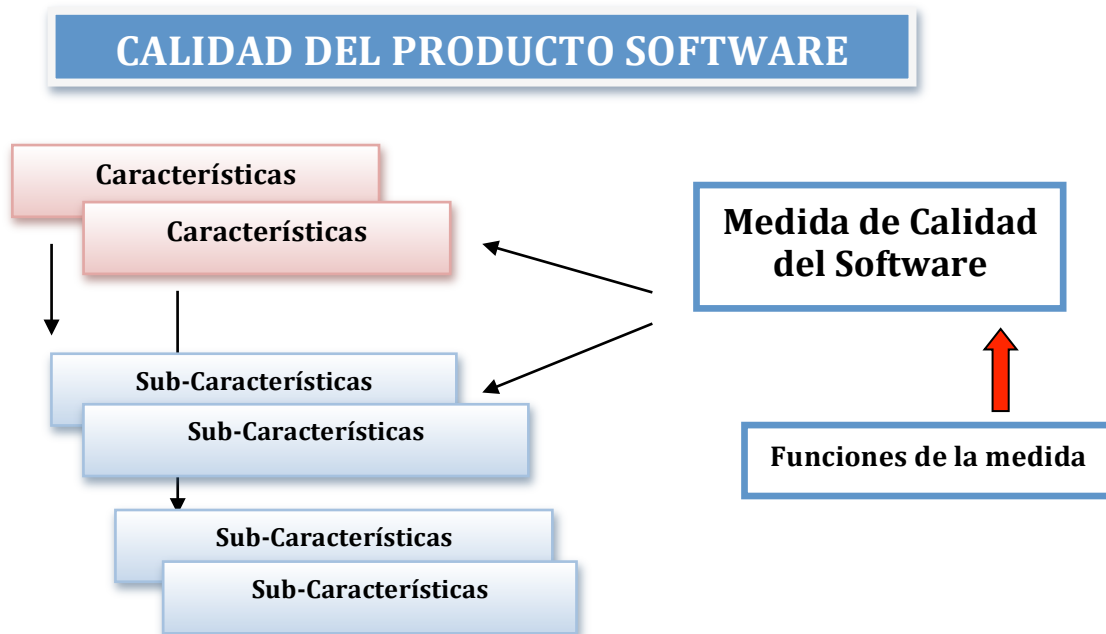 CALIDAD DEL PRODUCTO SOFTWARE
Características
Características
Medida de Calidad
del Software
Sub-Características
Sub-Características
Funciones de la medida
Sub-Características
Sub-Características